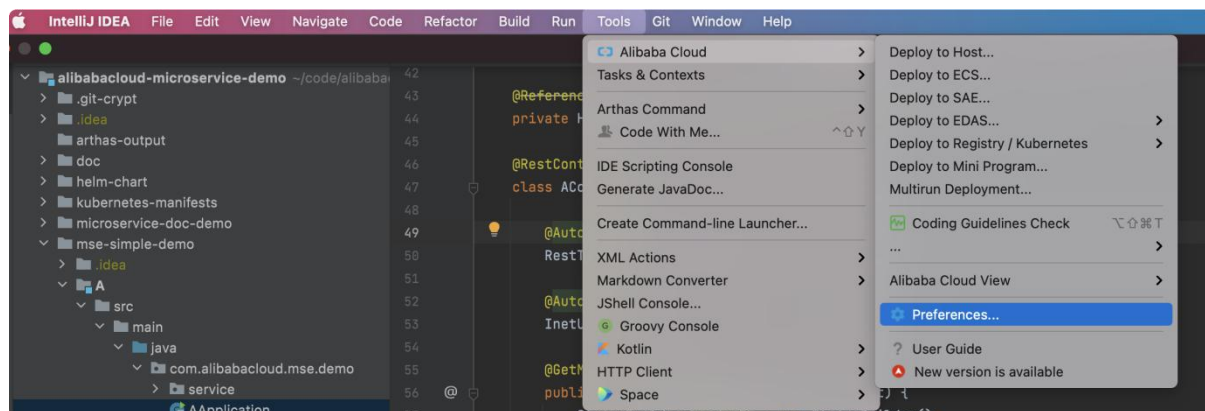 IntelliJ IDEA File Edit View Navigate Code Refactor Build Run Tools Git Window Help
alibabacloud-microservice-demo ~/code/alibaba
.git-crypt
.idea
arthas-output
doc
helm-chart
kubernetes-manifests
microservice-doc-demo
mse-simple-demo
.idea
A
src
main
java
com.alibabacloud.mse.demo
service
AApplication
42
43 @Referenc
44 private H
45
46 @RestCont
47 class ACo
48
49 @Auto
50 RestT
51
52 @Auto
53 InetU
54
55 @GetM
56 @ publi
Alibaba Cloud
Tasks & Contexts
Arthas Command
Code With Me... ^⇧Y
IDE Scripting Console
Generate JavaDoc...
Create Command-line Launcher...
XML Actions
Markdown Converter
JShell Console...
Groovy Console
Kotlin
HTTP Client
Space
Deploy to Host...
Deploy to ECS...
Deploy to SAE...
Deploy to EDAS...
Deploy to Registry / Kubernetes
Deploy to Mini Program...
Multirun Deployment...
Coding Guidelines Check ⌥⇧⌘T
...
Alibaba Cloud View
Preferences...
? User Guide
New version is available
) {